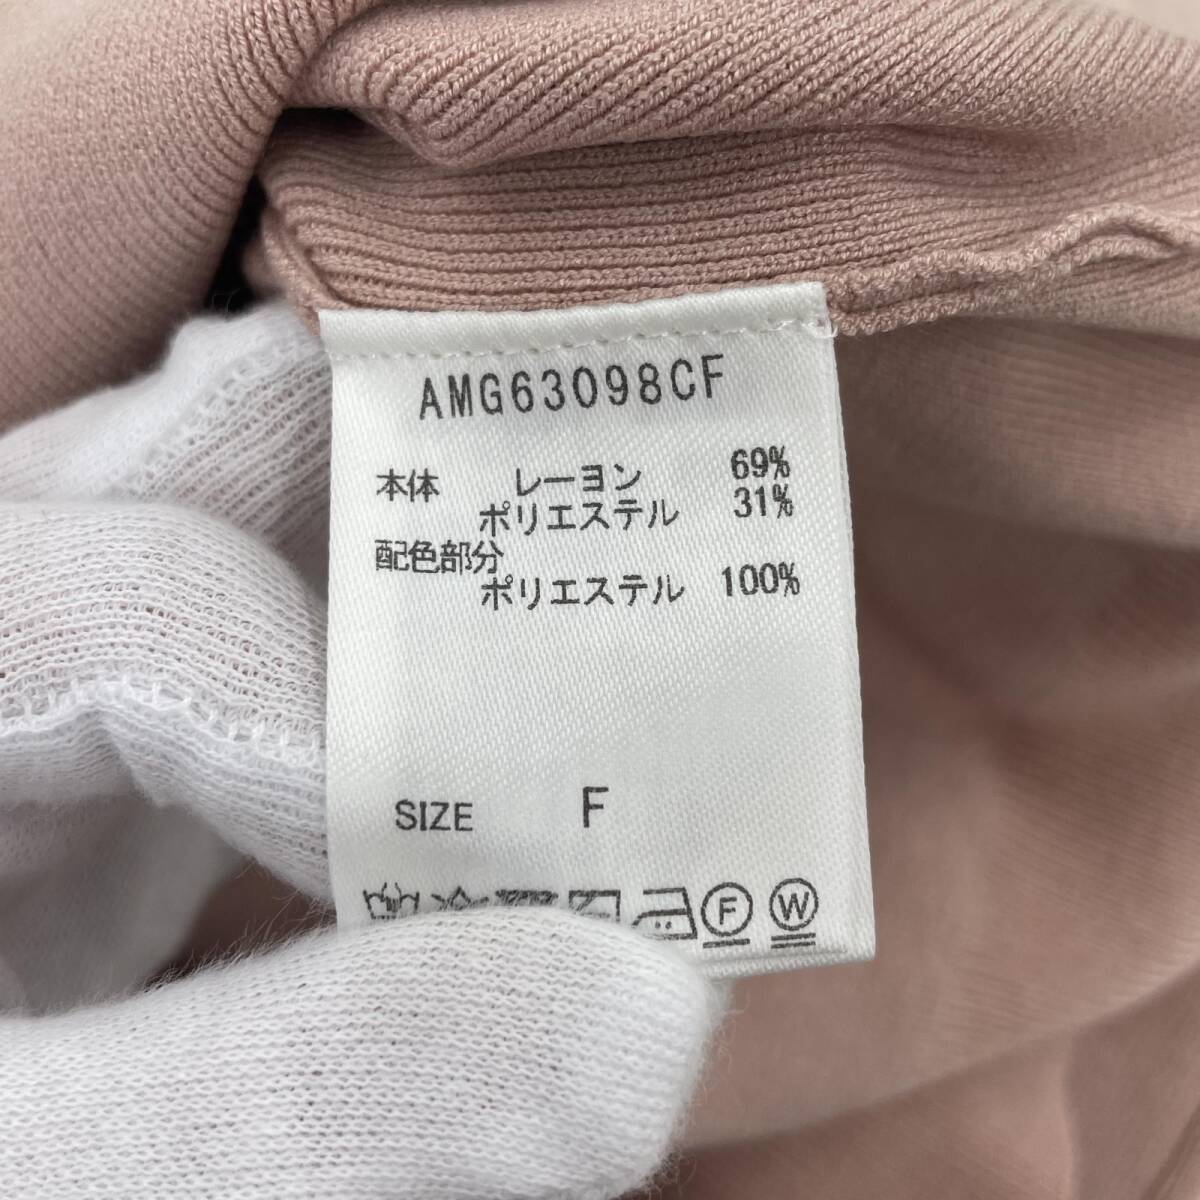 AMG63098CF
本体 レーヨン 69%
ポリエステル 31%
配色部分
ポリエステル 100%
SIZE F
F W